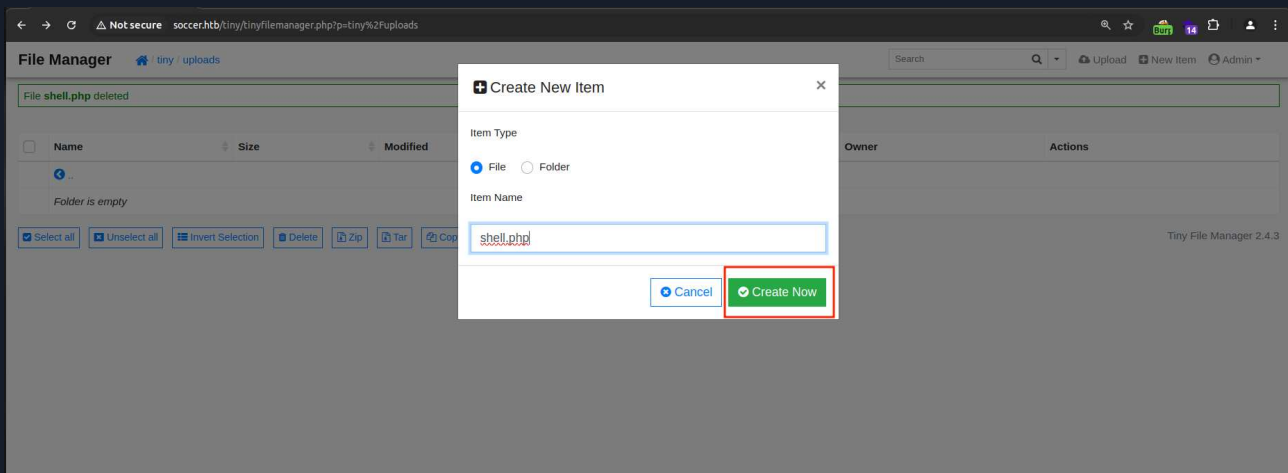 Not secure soccer.htb/tiny/tinyfilemanager.php?p=tiny%2Fuploads
Burs 14
File Manager / tiny / uploads Search Upload New Item Admin
File shell.php deleted
Create New Item ×
Item Type
File Folder
Item Name
shell.php
Cancel Create Now
Name Size Modified Owner Actions
..
Folder is empty
Select all Unselect all Invert Selection Delete Zip Tar Cop
Tiny File Manager 2.4.3